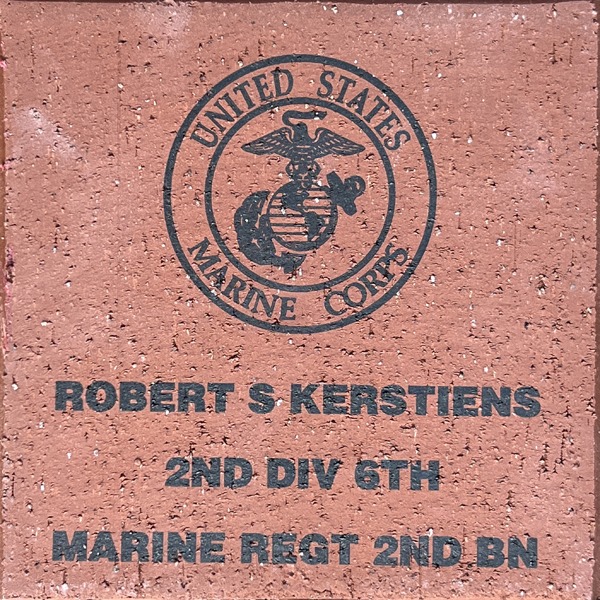 UNITED STATES
MARINE CORPS
ROBERT S KERSTIENS
2ND DIV 6TH
MARINE REGT 2ND BN